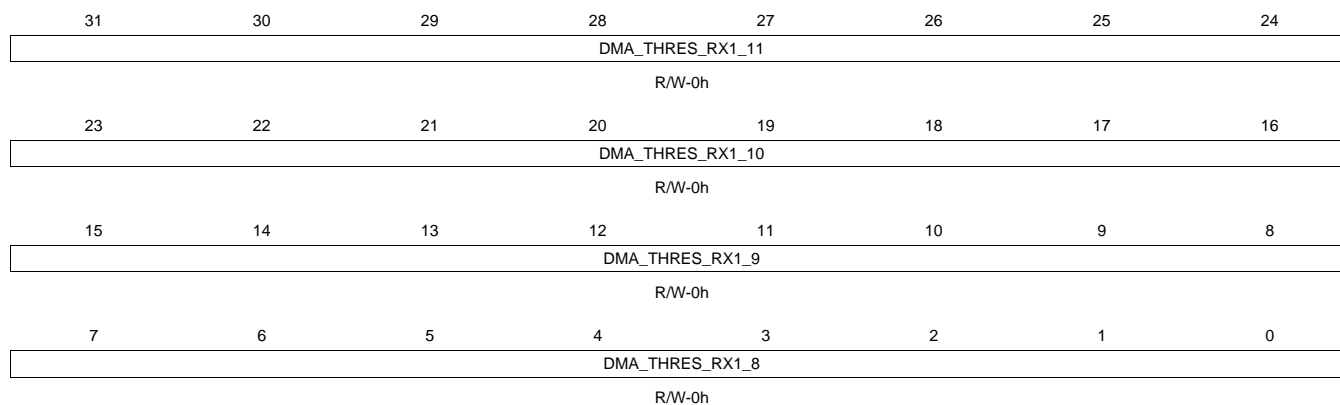 31 30 29 28 27 26 25 24
DMA_THRES_RX1_11
R/W-0h
23 22 21 20 19 18 17 16
DMA_THRES_RX1_10
R/W-0h
15 14 13 12 11 10 9 8
DMA_THRES_RX1_9
R/W-0h
7 6 5 4 3 2 1 0
DMA_THRES_RX1_8
R/W-0h